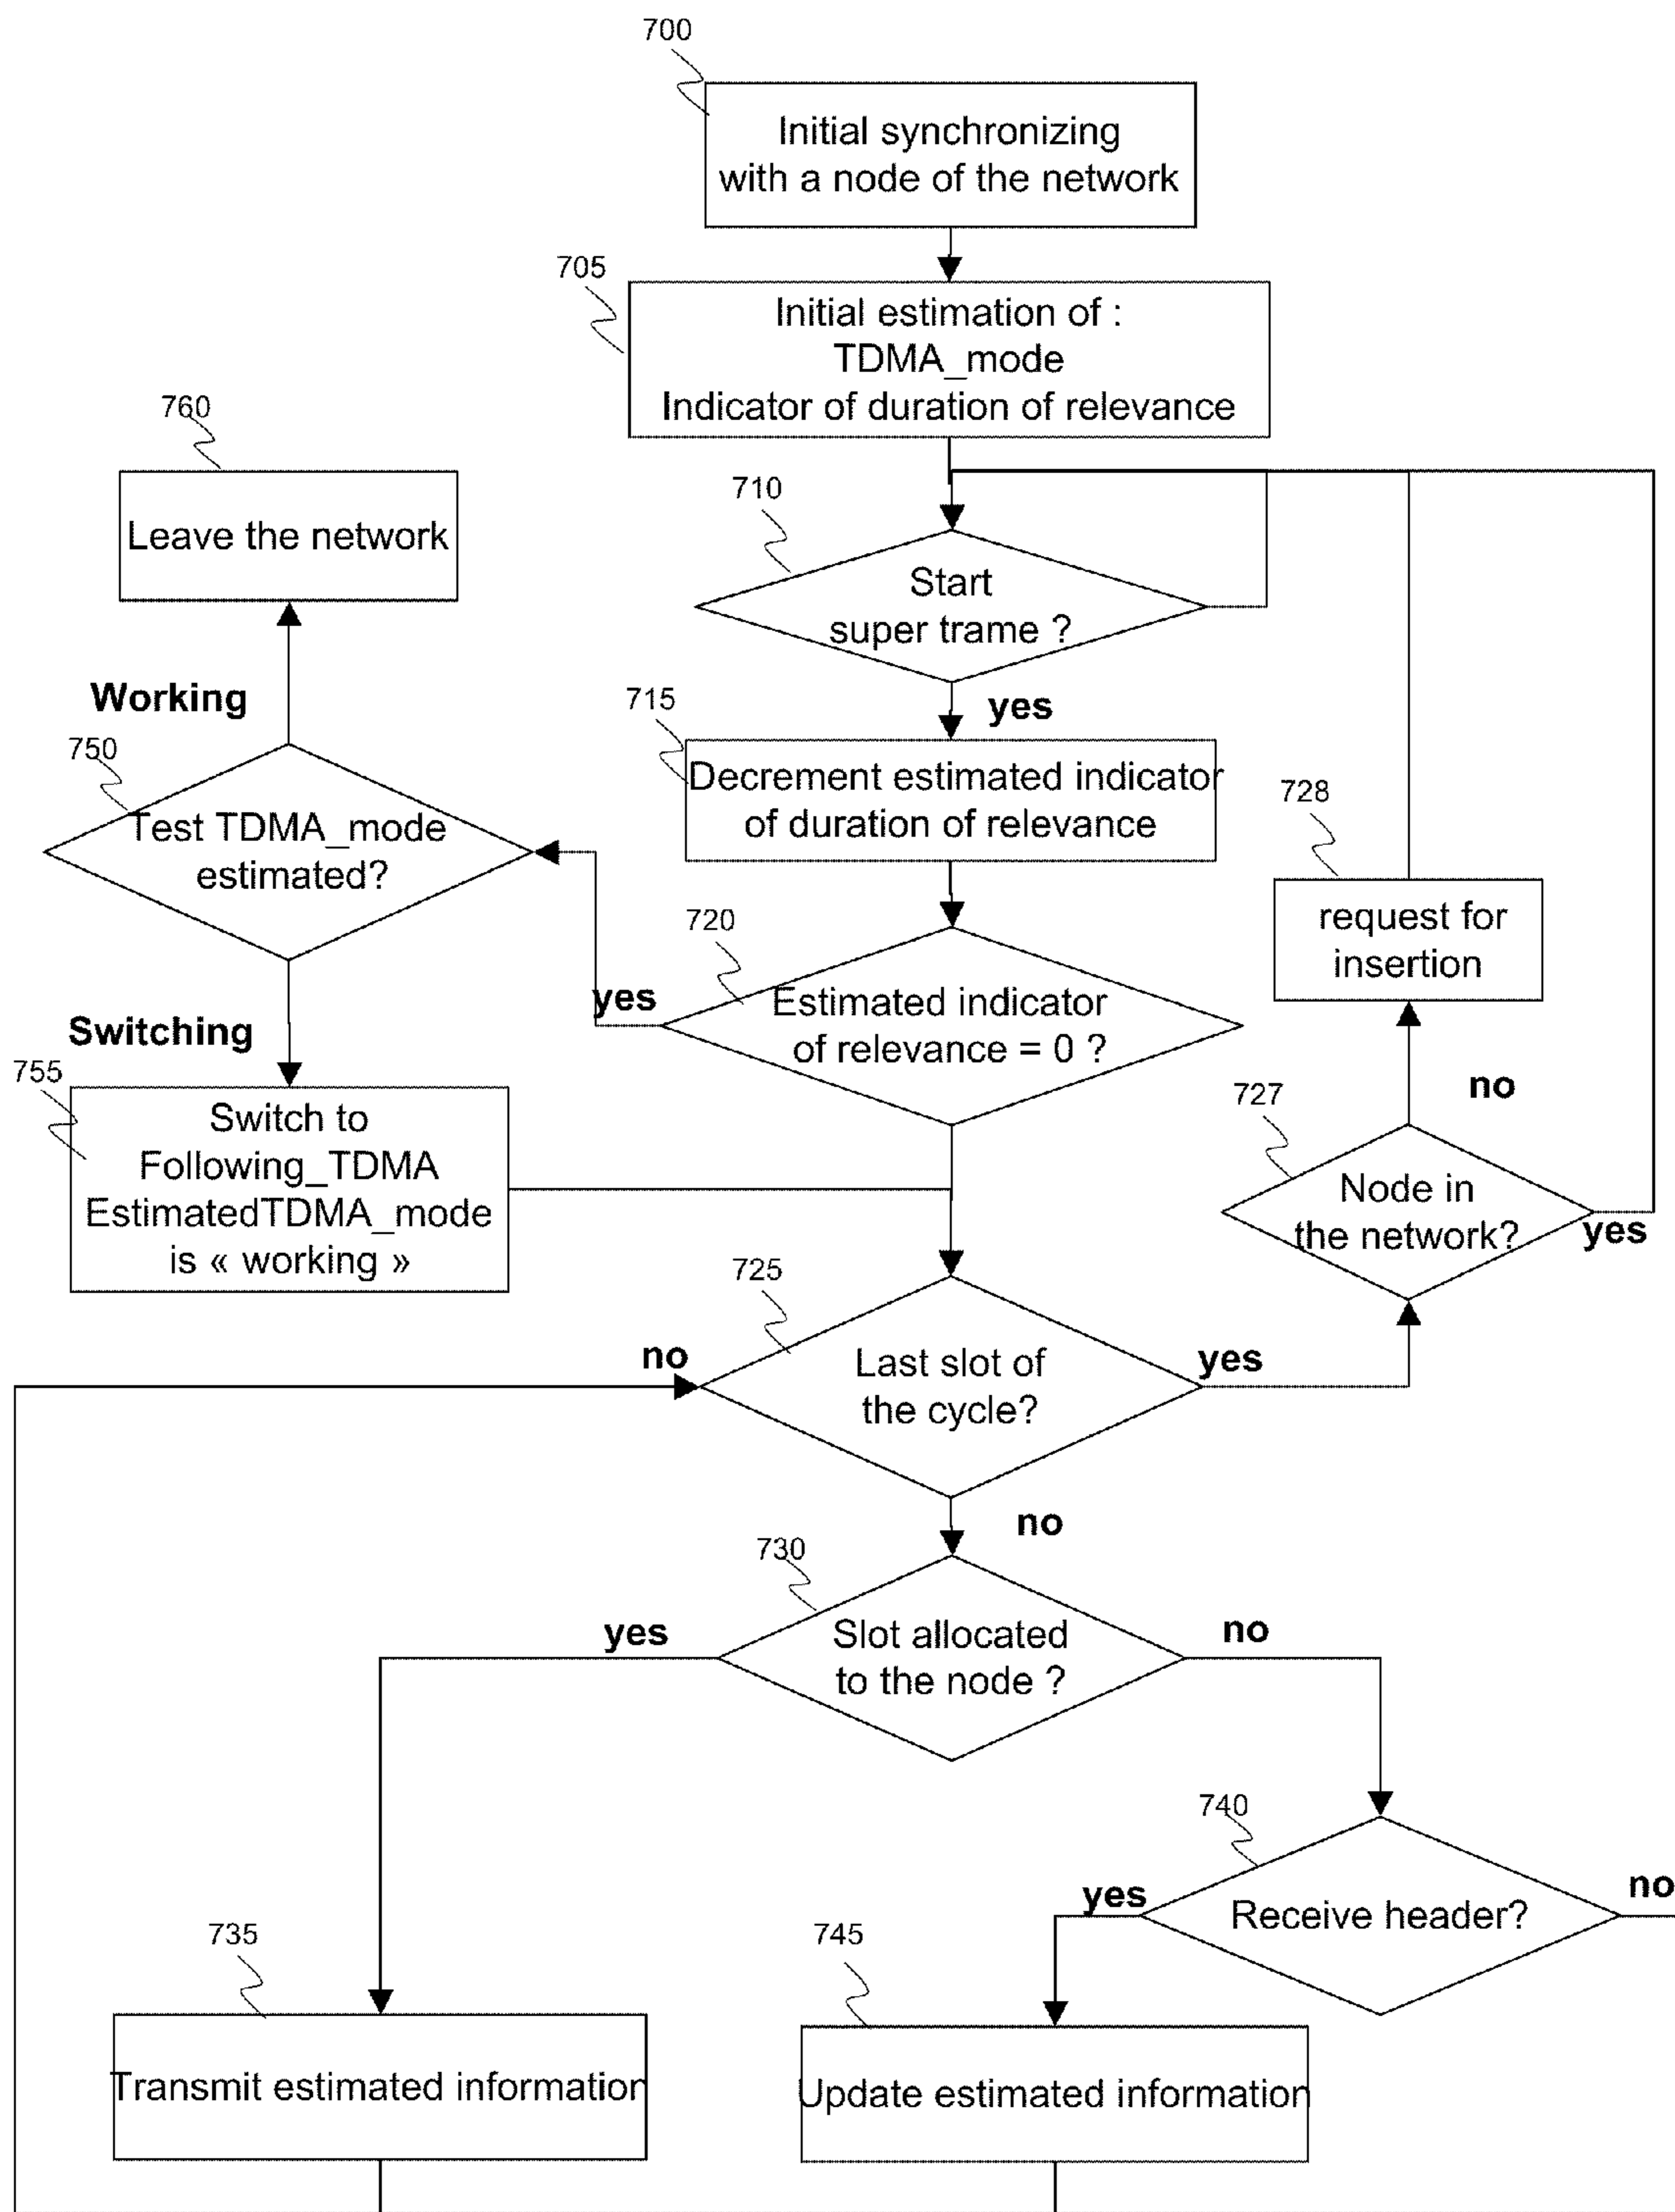 700
Initial synchronizing
with a node of the network
705
Initial estimation of :
TDMA_mode
Indicator of duration of relevance
760
Leave the network
710
Start
super trame ?
Working
715
yes
750
Decrement estimated indicator
of duration of relevance
728
Test TDMA_mode
estimated?
720
request for
insertion
yes
Estimated indicator
of relevance = 0 ?
Switching
755
no
727
Switch to
Following_TDMA
EstimatedTDMA_mode
is « working »
Node in
the network?
yes
725
no
Last slot of
the cycle?
yes
no
730
yes
Slot allocated
to the node ?
no
740
yes
Receive header?
no
735
745
Transmit estimated information
Update estimated information